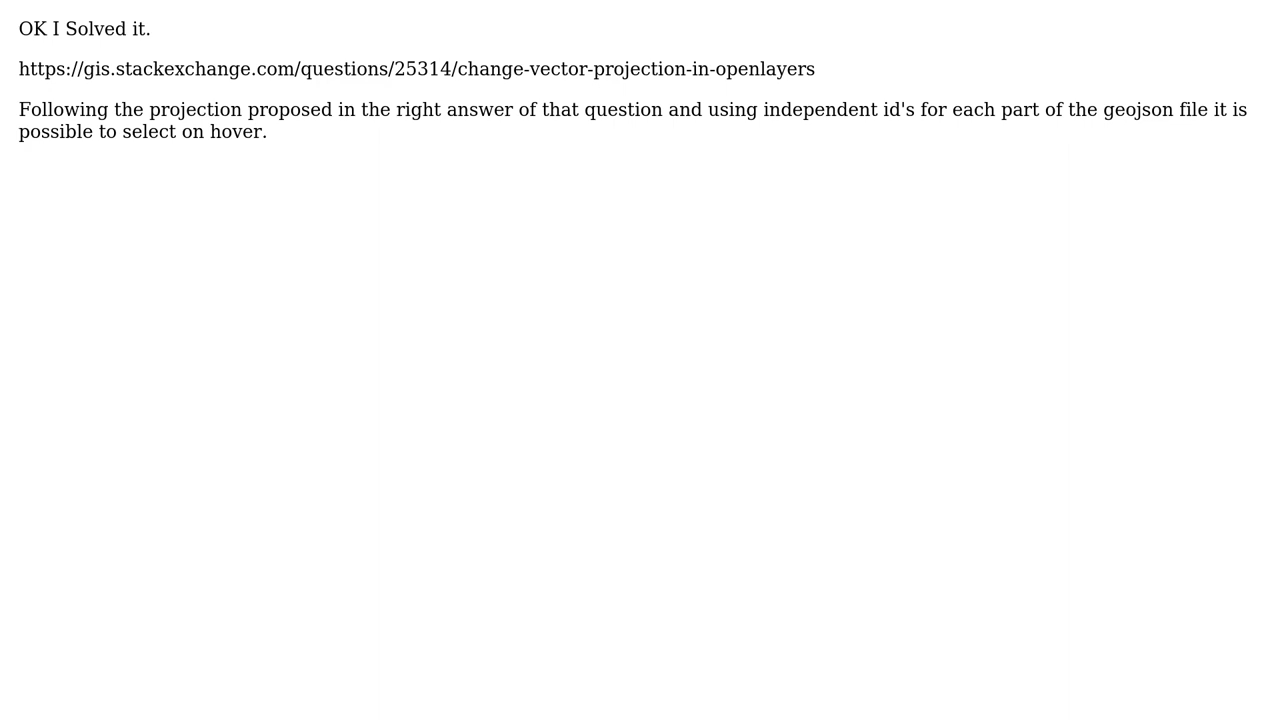 OK I Solved it.
https://gis.stackexchange.com/questions/25314/change-vector-projection-in-openlayers
Following the projection proposed in the right answer of that question and using independent id's for each part of the geojson file it is
possible to select on hover.